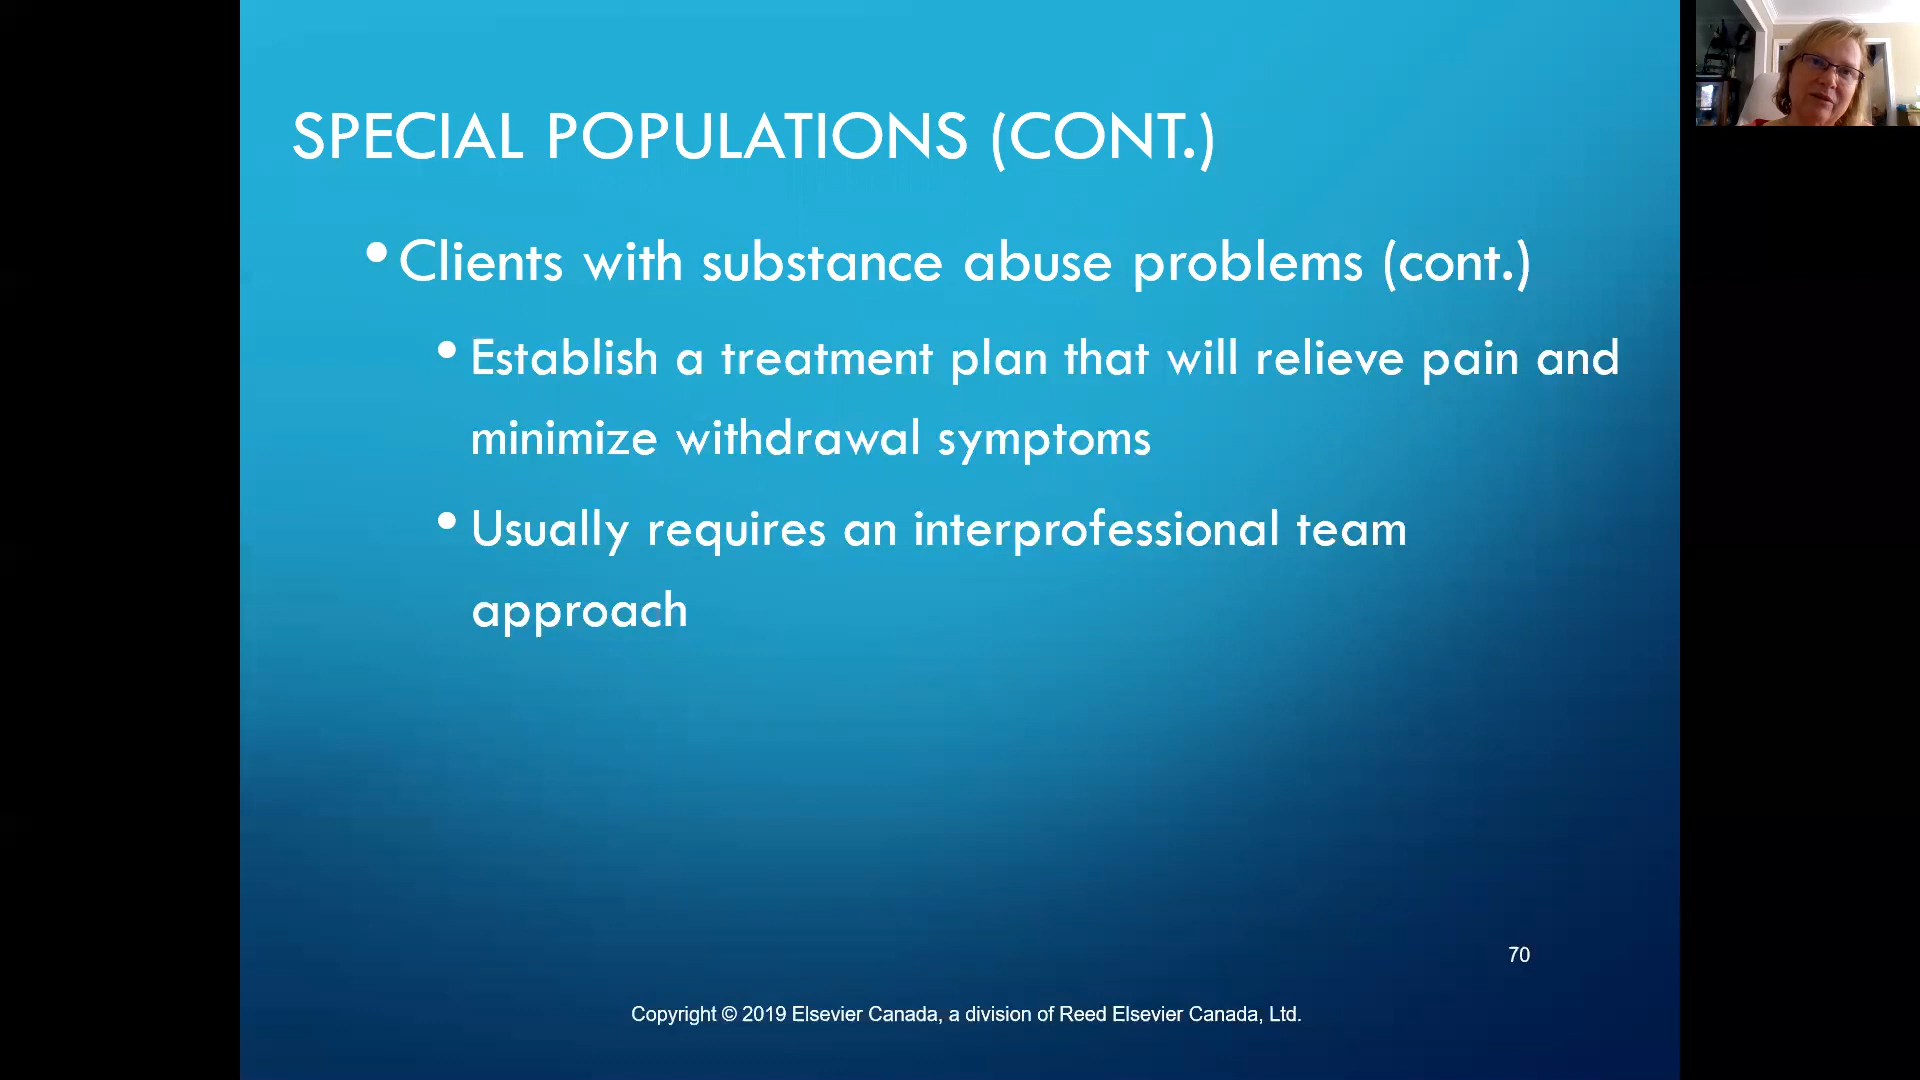 SPECIAL POPULATIONS (CONT.)
• Clients with substance abuse problems (cont.)
• Establish a treatment plan that will relieve pain and
minimize withdrawal symptoms
• Usually requires an interprofessional team
approach
70
Copyright © 2019 Elsevier Canada, a division of Reed Elsevier Canada, Ltd.